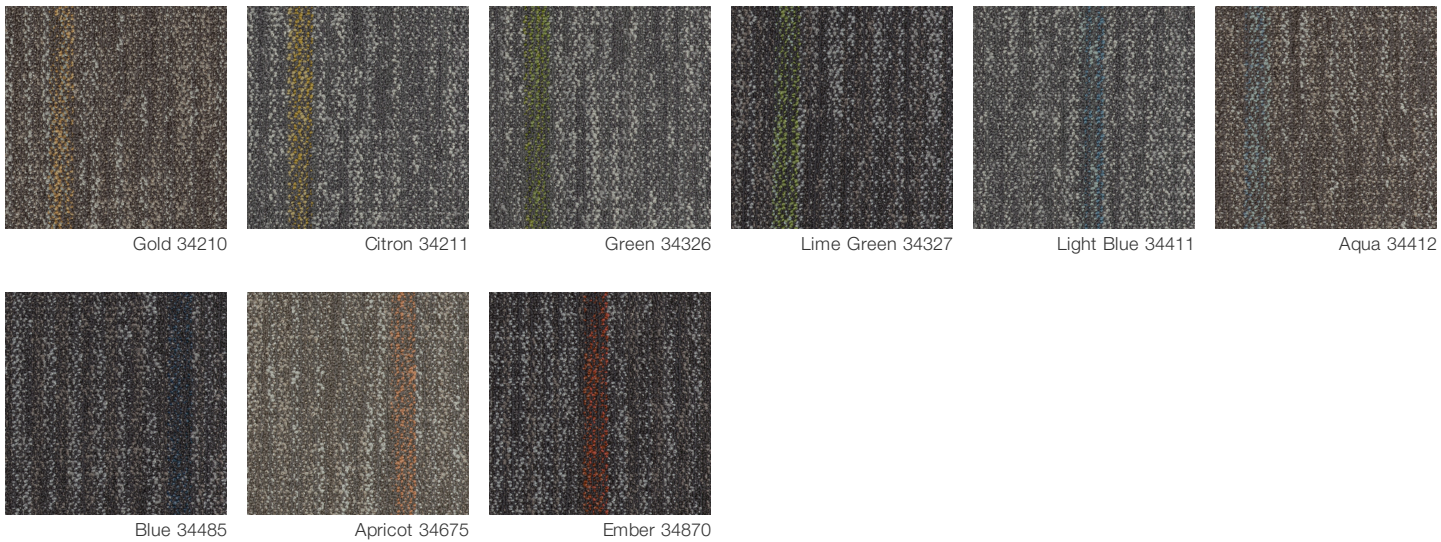 Gold 34210
Citron 34211
Green 34326
Lime Green 34327
Light Blue 34411
Aqua 34412
Blue 34485
Apricot 34675
Ember 34870